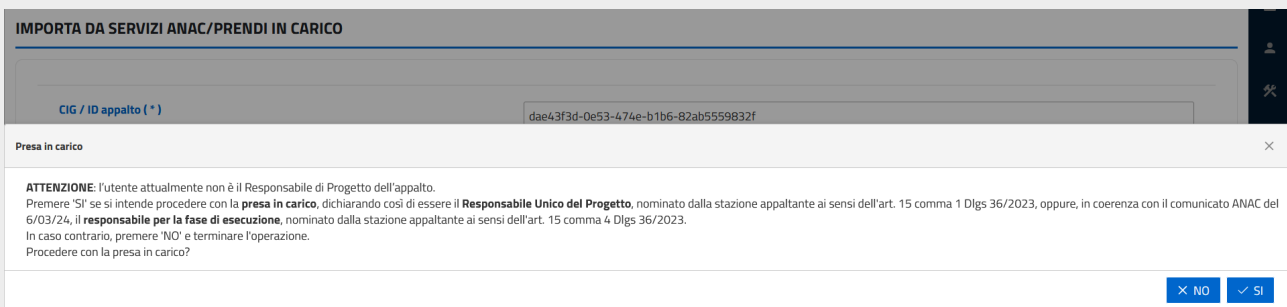 IMPORTA DA SERVIZI ANAC/PRENDI IN CARICO
CIG / ID appalto ( * )
dae43f3d-0e53-474e-b1b6-82ab5559832f
Presa in carico
ATTENZIONE: l'utente attualmente non è il Responsabile di Progetto dell'appalto.
Premere 'SI' se si intende procedere con la presa in carico, dichiarando così di essere il Responsabile Unico del Progetto, nominato dalla stazione appaltante ai sensi dell'art. 15 comma 1 Dlgs 36/2023, oppure, in coerenza con il comunicato ANAC del
6/03/24, il responsabile per la fase di esecuzione, nominato dalla stazione appaltante ai sensi dell'art. 15 comma 4 Dlgs 36/2023.
In caso contrario, premere 'NO' e terminare l'operazione.
Procedere con la presa in carico?
NO
SI